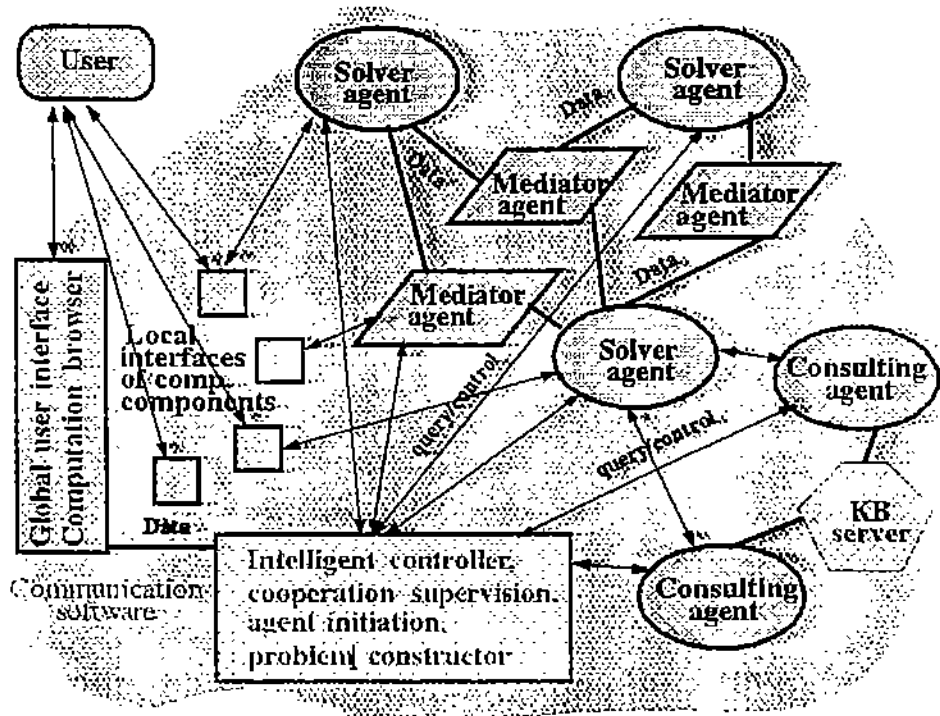 User
Solver
agent
Solver
agent
Data
Data
Mediator
agent
Mediator
agent
Data
Global user interface
Computation browser
Mediator
agent
Local
interfaces
of comp.
components
Solver
agent
Consulting
agent
query/control
query/control
Data
KB
server
Communication
software
Intelligent controller,
cooperation supervision,
agent initiation,
problem constructor
Consulting
agent